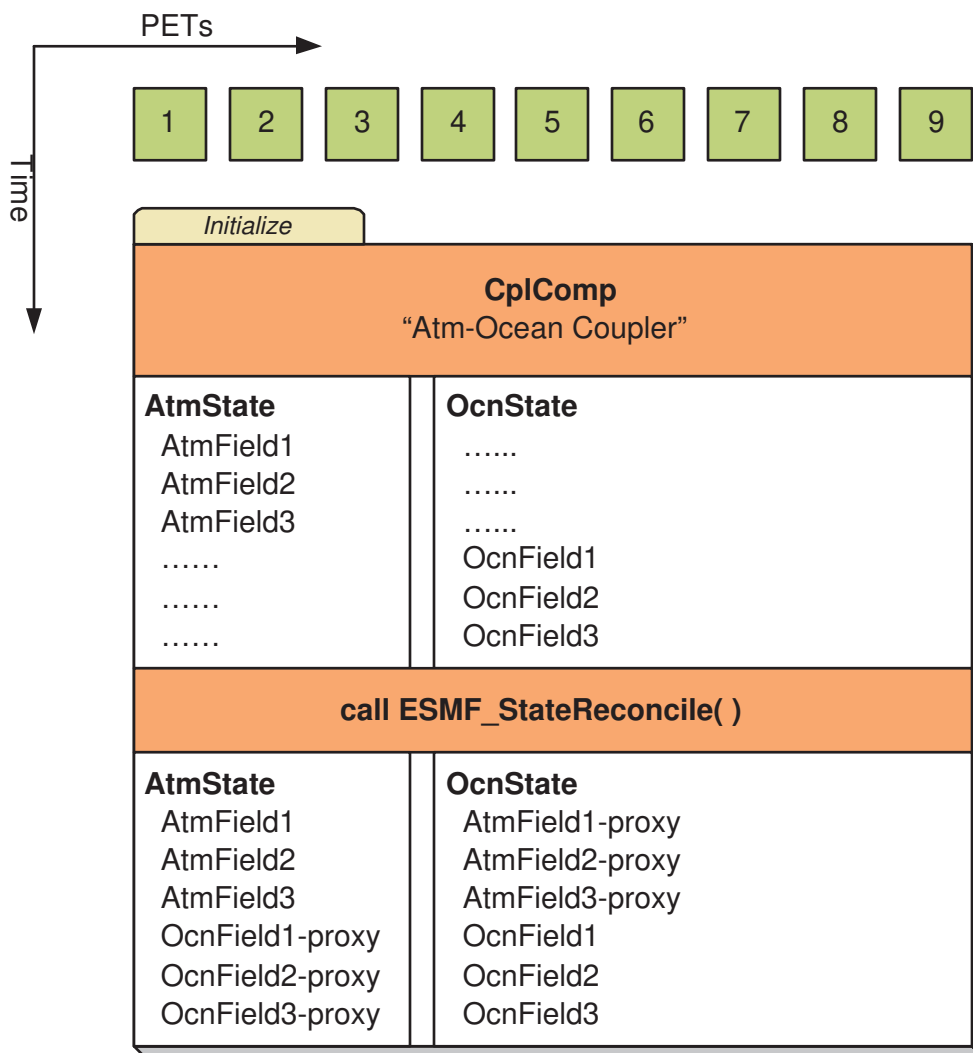 PETs
Time
1 2 3 4 5 6 7 8 9
Initialize
CplComp
“Atm-Ocean Coupler”
AtmState
AtmField1
AtmField2
AtmField3
……
……
……
OcnState
…...
…...
…...
OcnField1
OcnField2
OcnField3
call ESMF_StateReconcile( )
AtmState
AtmField1
AtmField2
AtmField3
OcnField1-proxy
OcnField2-proxy
OcnField3-proxy
OcnState
AtmField1-proxy
AtmField2-proxy
AtmField3-proxy
OcnField1
OcnField2
OcnField3